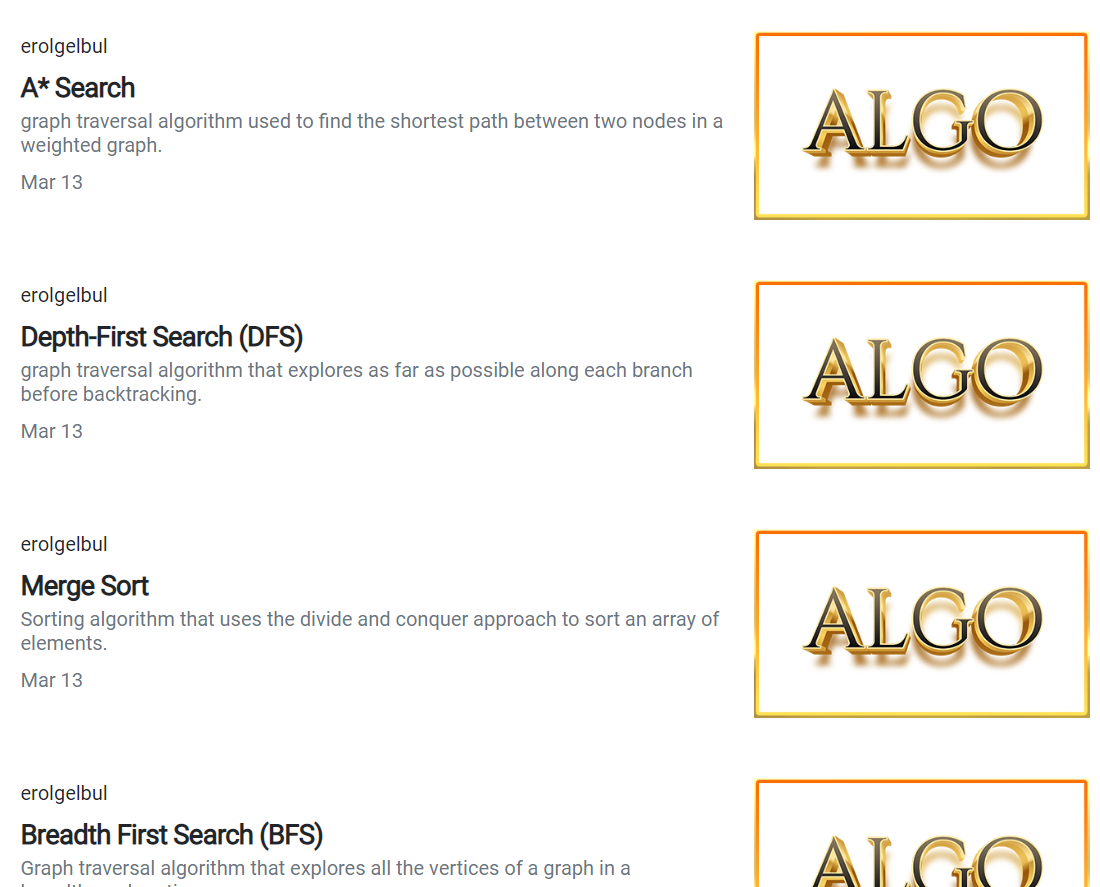 erolgelbul
A* Search
graph traversal algorithm used to find the shortest path between two nodes in a
weighted graph.
Mar 13
ALGO
erolgelbul
Depth-First Search (DFS)
graph traversal algorithm that explores as far as possible along each branch
before backtracking.
Mar 13
ALGO
erolgelbul
Merge Sort
Sorting algorithm that uses the divide and conquer approach to sort an array of
elements.
Mar 13
ALGO
erolgelbul
Breadth First Search (BFS)
Graph traversal algorithm that explores all the vertices of a graph in a
ALGO